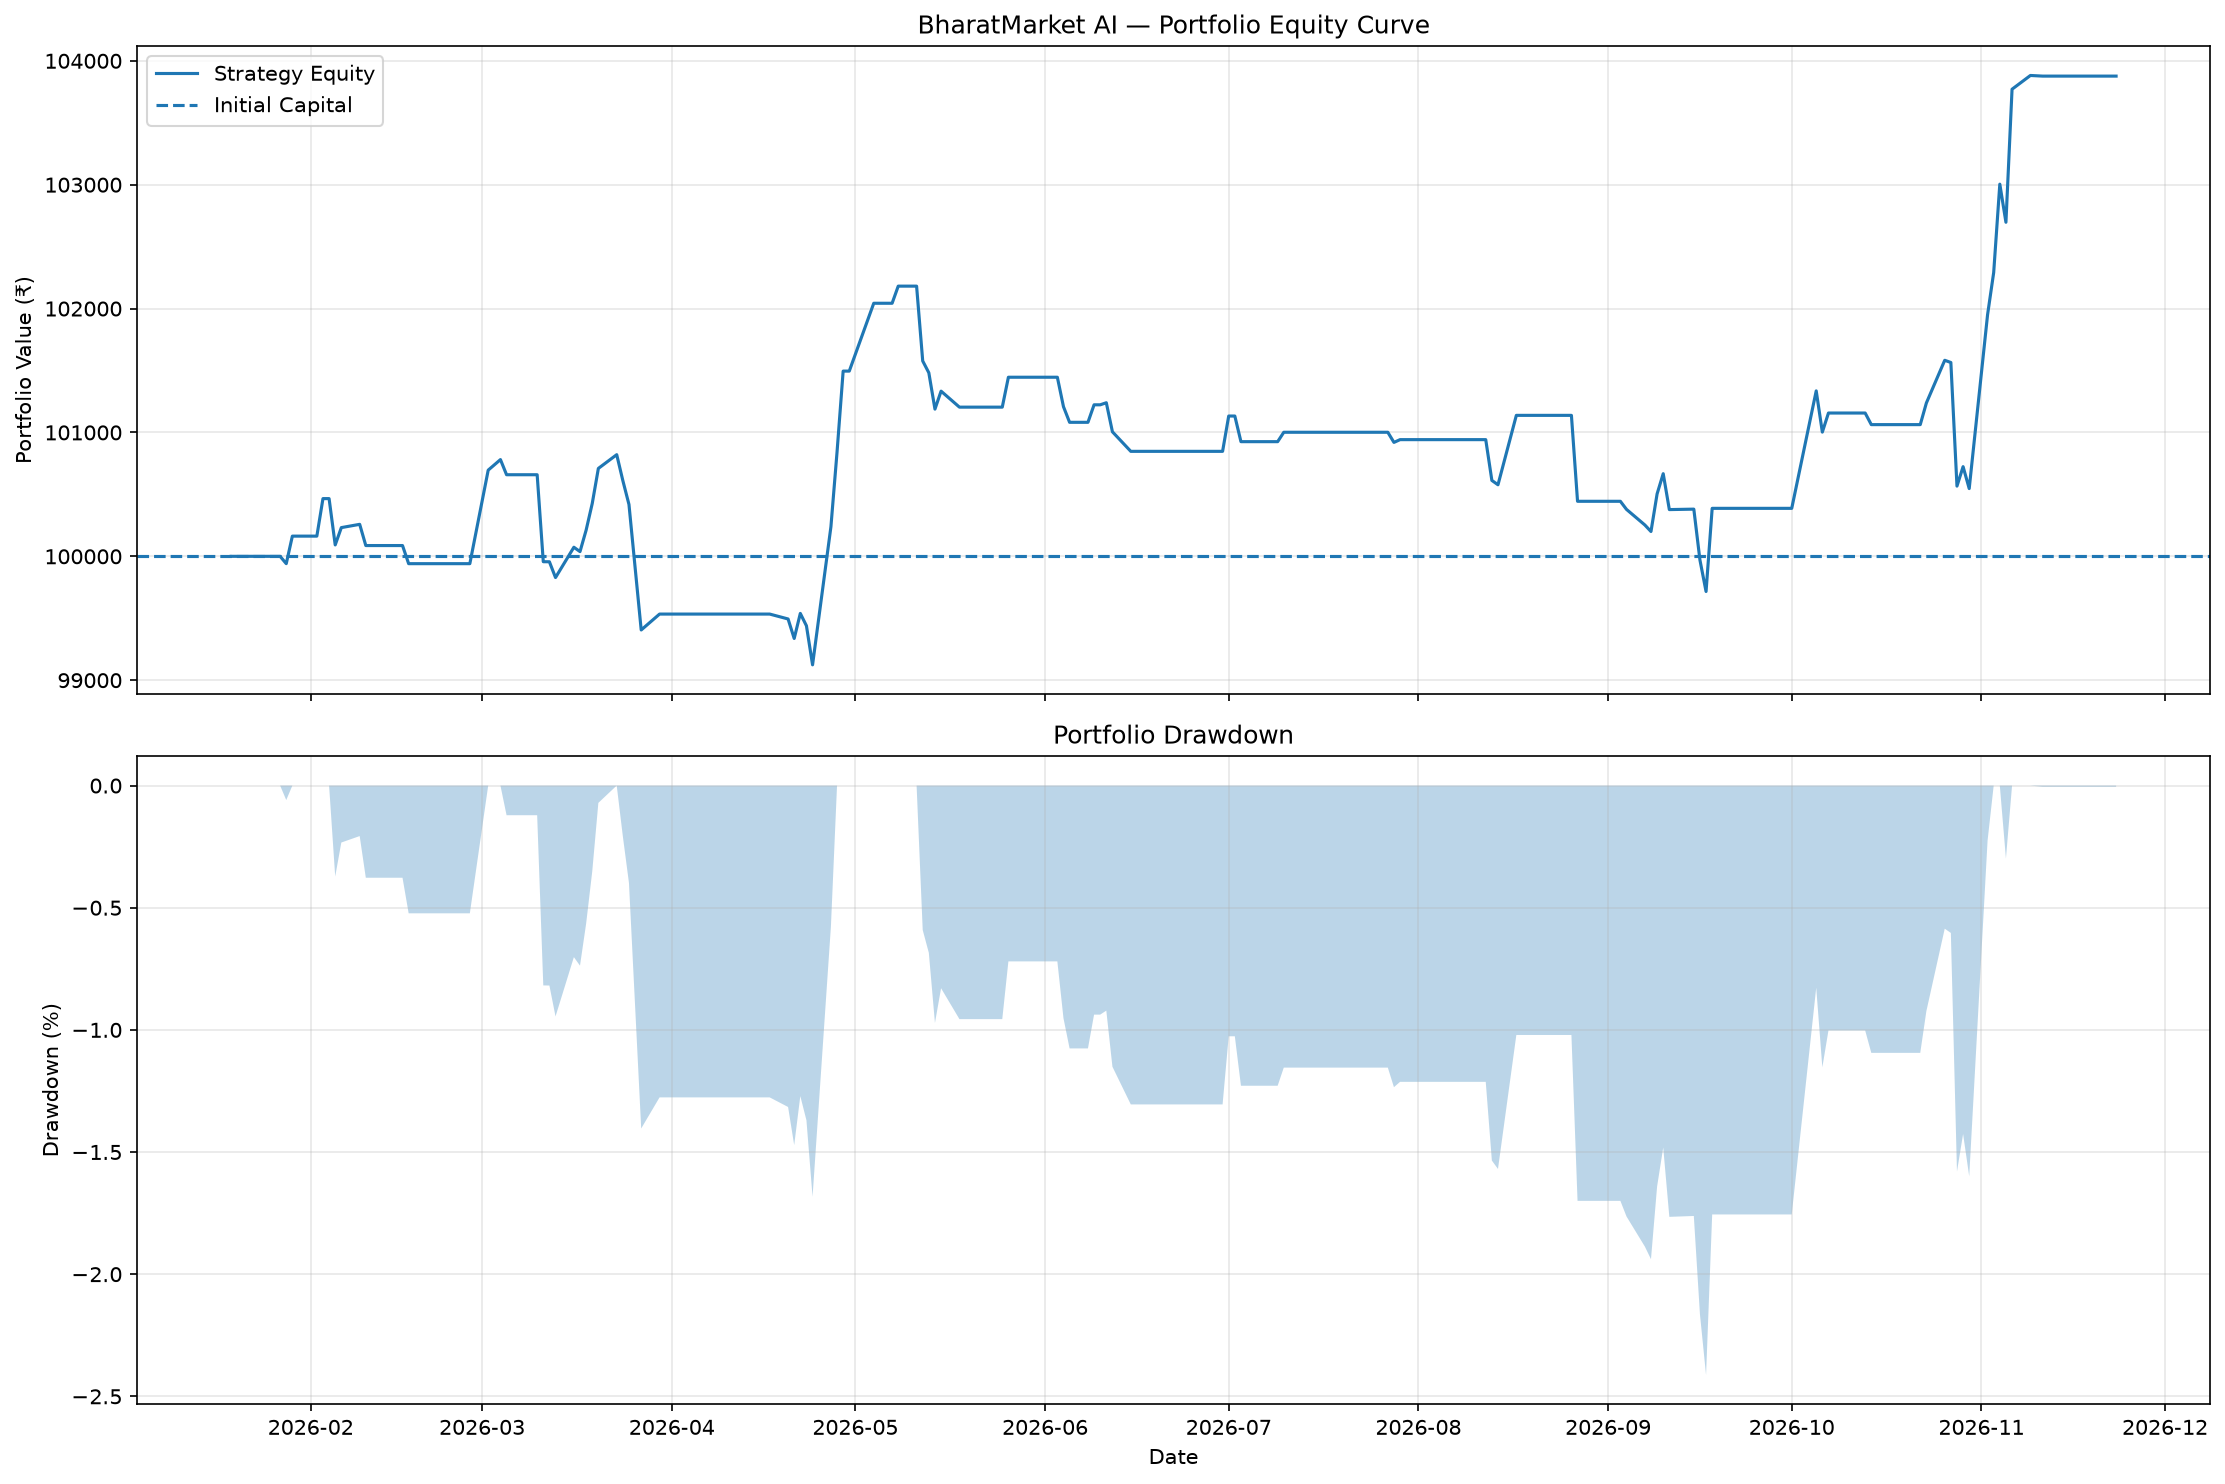 BharatMarket AI — Portfolio Equity Curve
Strategy Equity
Initial Capital
Portfolio Value (₹)
104000
103000
102000
101000
100000
99000
Portfolio Drawdown
Drawdown (%)
0.0
−0.5
−1.0
−1.5
−2.0
−2.5
2026-02 2026-03 2026-04 2026-05 2026-06 2026-07 2026-08 2026-09 2026-10 2026-11 2026-12
Date